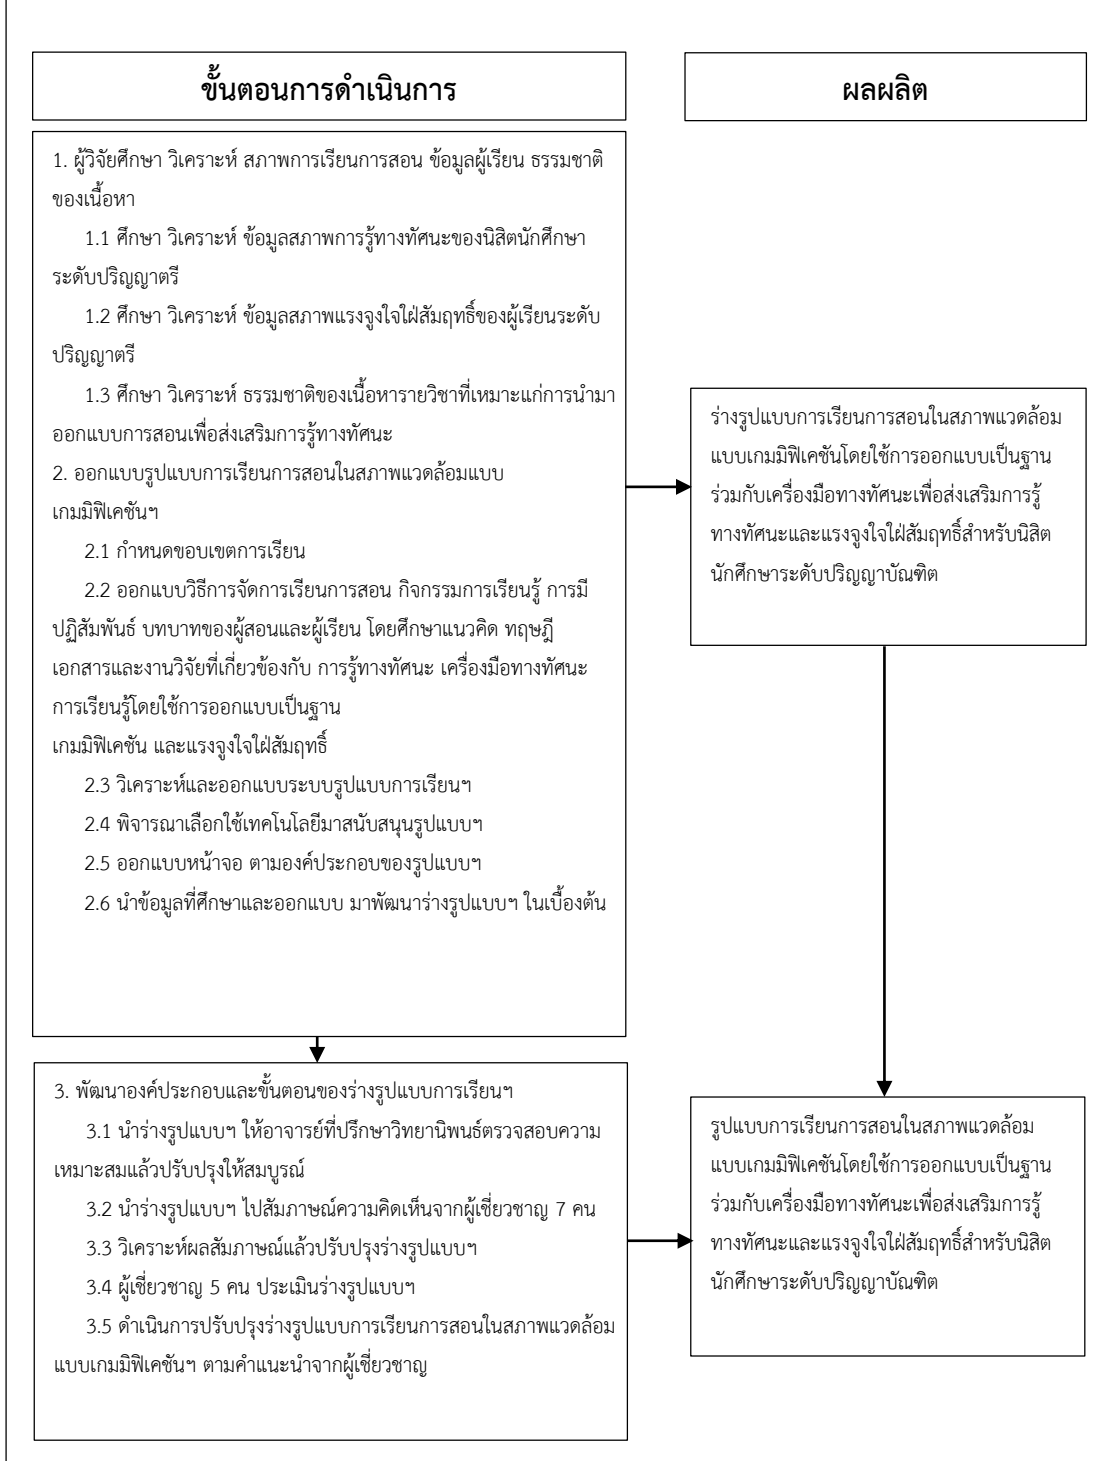 ขั้นตอนการดำเนินการ
ผลผลิต
1. ผู้วิจัยศึกษา วิเคราะห์ สภาพการเรียนการสอน ข้อมูลผู้เรียน ธรรมชาติ
ของเนื้อหา
1.1 ศึกษา วิเคราะห์ ข้อมูลสภาพการรู้ทางทัศนะของนิสิตนักศึกษา
ระดับปริญญาตรี
1.2 ศึกษา วิเคราะห์ ข้อมูลสภาพแรงจูงใจใฝ่สัมฤทธิ์ของผู้เรียนระดับ
ปริญญาตรี
1.3 ศึกษา วิเคราะห์ ธรรมชาติของเนื้อหารายวิชาที่เหมาะแก่การนำมา
ออกแบบการสอนเพื่อส่งเสริมการรู้ทางทัศนะ
2. ออกแบบรูปแบบการเรียนการสอนในสภาพแวดล้อมแบบ
เกมมิฟิเคชันฯ
2.1 กำหนดขอบเขตการเรียน
2.2 ออกแบบวิธีการจัดการเรียนการสอน กิจกรรมการเรียนรู้ การมี
ปฏิสัมพันธ์ บทบาทของผู้สอนและผู้เรียน โดยศึกษาแนวคิด ทฤษฎี
เอกสารและงานวิจัยที่เกี่ยวข้องกับ การรู้ทางทัศนะ เครื่องมือทางทัศนะ
การเรียนรู้โดยใช้การออกแบบเป็นฐาน
เกมมิฟิเคชัน และแรงจูงใจใฝ่สัมฤทธิ์
2.3 วิเคราะห์และออกแบบระบบรูปแบบการเรียนฯ
2.4 พิจารณาเลือกใช้เทคโนโลยีมาสนับสนุนรูปแบบฯ
2.5 ออกแบบหน้าจอ ตามองค์ประกอบของรูปแบบฯ
2.6 นำข้อมูลที่ศึกษาและออกแบบ มาพัฒนาร่างรูปแบบฯ ในเบื้องต้น
ร่างรูปแบบการเรียนการสอนในสภาพแวดล้อม
แบบเกมมิฟิเคชันโดยใช้การออกแบบเป็นฐาน
ร่วมกับเครื่องมือทางทัศนะเพื่อส่งเสริมการรู้
ทางทัศนะและแรงจูงใจใฝ่สัมฤทธิ์สำหรับนิสิต
นักศึกษาระดับปริญญาบัณฑิต
3. พัฒนาองค์ประกอบและขั้นตอนของร่างรูปแบบการเรียนฯ
3.1 นำร่างรูปแบบฯ ให้อาจารย์ที่ปรึกษาวิทยานิพนธ์ตรวจสอบความ
เหมาะสมแล้วปรับปรุงให้สมบูรณ์
3.2 นำร่างรูปแบบฯ ไปสัมภาษณ์ความคิดเห็นจากผู้เชี่ยวชาญ 7 คน
3.3 วิเคราะห์ผลสัมภาษณ์แล้วปรับปรุงร่างรูปแบบฯ
3.4 ผู้เชี่ยวชาญ 5 คน ประเมินร่างรูปแบบฯ
3.5 ดำเนินการปรับปรุงร่างรูปแบบการเรียนการสอนในสภาพแวดล้อม
แบบเกมมิฟิเคชันฯ ตามคำแนะนำจากผู้เชี่ยวชาญ
รูปแบบการเรียนการสอนในสภาพแวดล้อม
แบบเกมมิฟิเคชันโดยใช้การออกแบบเป็นฐาน
ร่วมกับเครื่องมือทางทัศนะเพื่อส่งเสริมการรู้
ทางทัศนะและแรงจูงใจใฝ่สัมฤทธิ์สำหรับนิสิต
นักศึกษาระดับปริญญาบัณฑิต